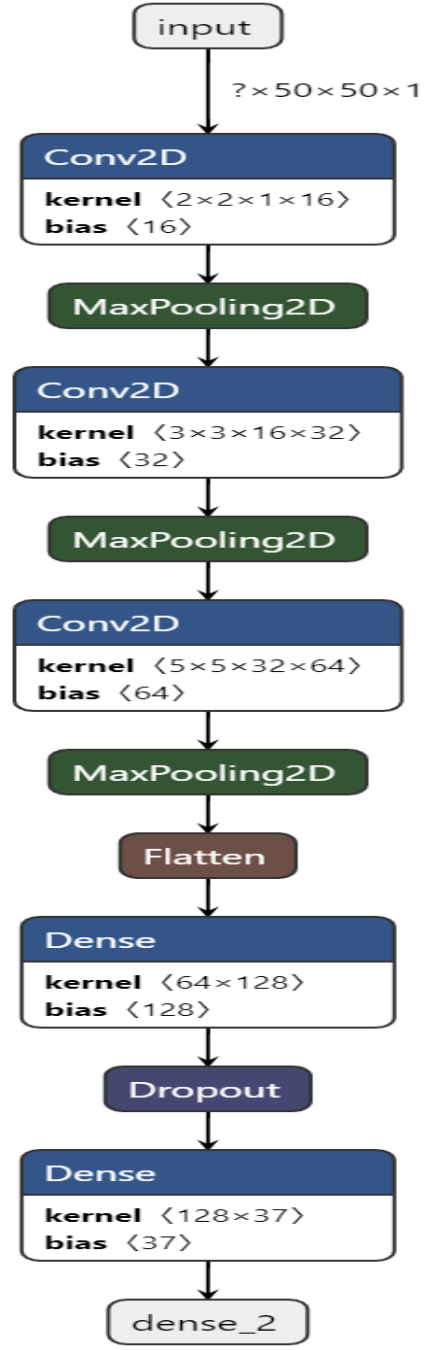 input
?×50×50×1
Conv2D
kernel 〈2×2×1×16〉
bias 〈16〉
MaxPooling2D
Conv2D
kernel 〈3×3×16×32〉
bias 〈32〉
MaxPooling2D
Conv2D
kernel 〈5×5×32×64〉
bias 〈64〉
MaxPooling2D
Flatten
Dense
kernel 〈64×128〉
bias 〈128〉
Dropout
Dense
kernel 〈128×37〉
bias 〈37〉
dense_2